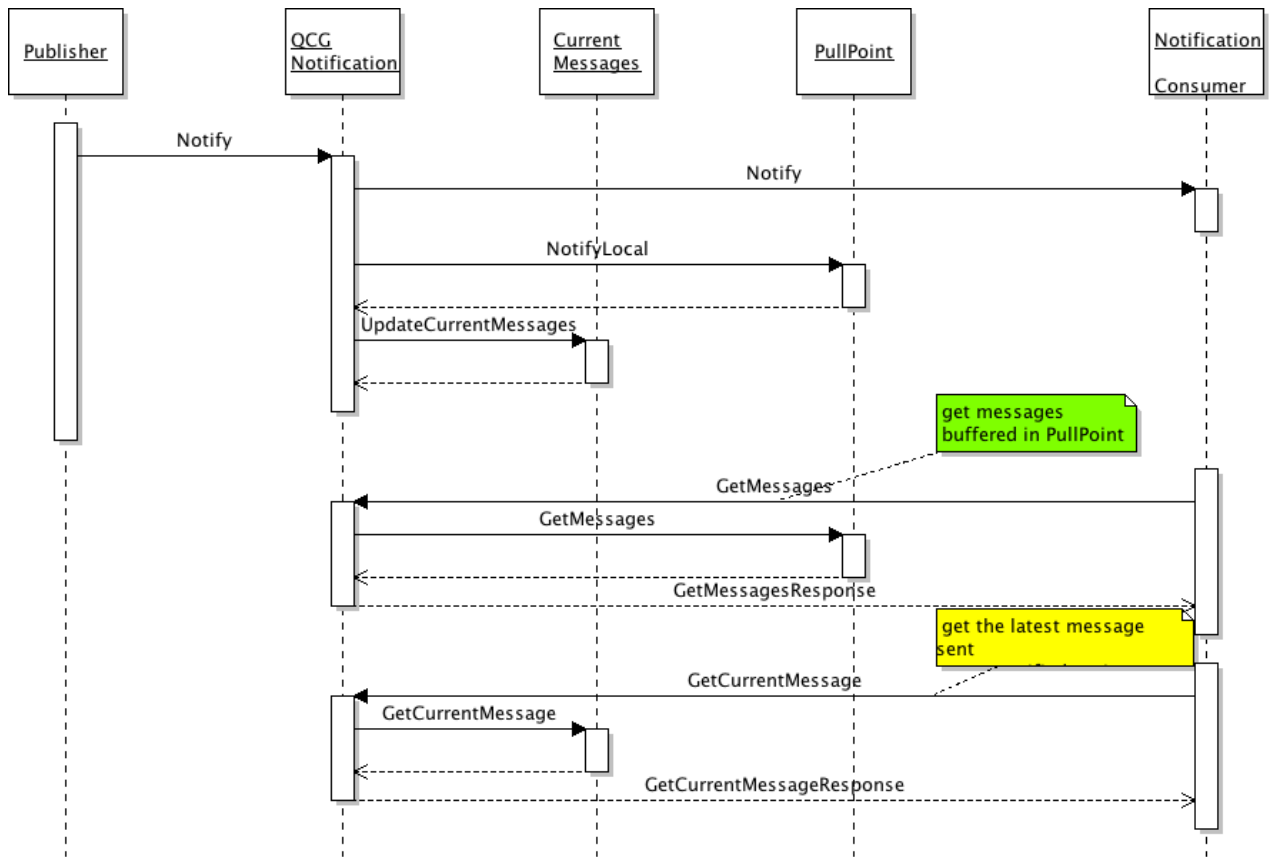 Publisher
QCG
Notification
Current
Messages
PullPoint
Notification
Consumer
Notify
Notify
NotifyLocal
UpdateCurrentMessages
get messages
buffered in PullPoint
GetMessages
GetMessages
GetMessagesResponse
get the latest message
sent
GetCurrentMessage
GetCurrentMessage
GetCurrentMessageResponse